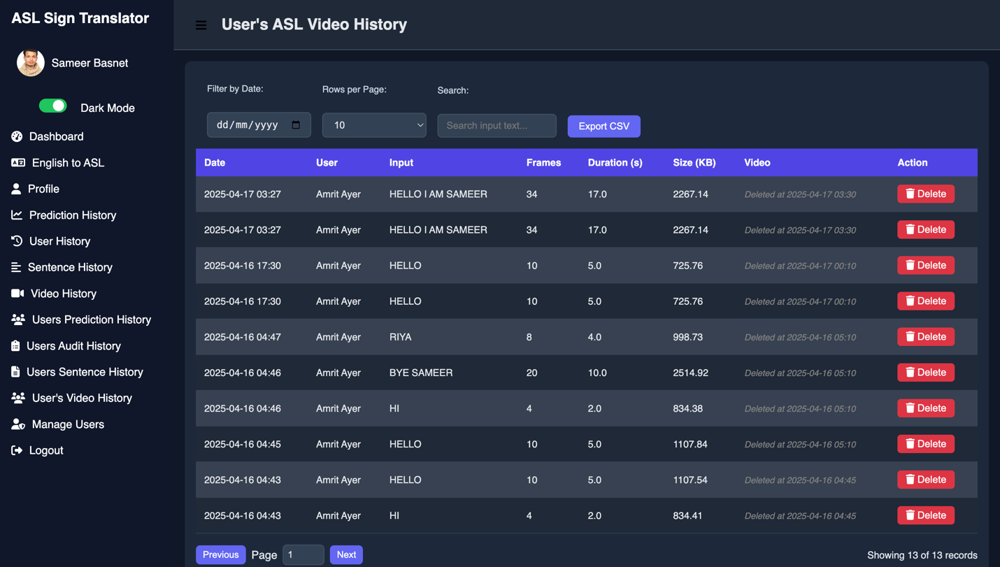 ASL Sign Translator
Sameer Basnet
Dark Mode
Dashboard
English to ASL
Profile
Prediction History
User History
Sentence History
Video History
Users Prediction History
Users Audit History
Users Sentence History
User's Video History
Manage Users
Logout
User's ASL Video History
Filter by Date: Rows per Page: Search:
dd/mm/yyyy 10 Search input text... Export CSV
Date User Input Frames Duration (s) Size (KB) Video Action
2025-04-17 03:27 Amrit Ayer HELLO I AM SAMEER 34 17.0 2267.14 Deleted at 2025-04-17 03:30 Delete
2025-04-17 03:27 Amrit Ayer HELLO I AM SAMEER 34 17.0 2267.14 Deleted at 2025-04-17 03:30 Delete
2025-04-16 17:30 Amrit Ayer HELLO 10 5.0 725.76 Deleted at 2025-04-17 00:10 Delete
2025-04-16 17:30 Amrit Ayer HELLO 10 5.0 725.76 Deleted at 2025-04-17 00:10 Delete
2025-04-16 04:47 Amrit Ayer RIYA 8 4.0 998.73 Deleted at 2025-04-16 05:10 Delete
2025-04-16 04:46 Amrit Ayer BYE SAMEER 20 10.0 2514.92 Deleted at 2025-04-16 05:10 Delete
2025-04-16 04:46 Amrit Ayer HI 4 2.0 834.38 Deleted at 2025-04-16 05:10 Delete
2025-04-16 04:45 Amrit Ayer HELLO 10 5.0 1107.84 Deleted at 2025-04-16 05:10 Delete
2025-04-16 04:43 Amrit Ayer HELLO 10 5.0 1107.54 Deleted at 2025-04-16 04:45 Delete
2025-04-16 04:43 Amrit Ayer HI 4 2.0 834.41 Deleted at 2025-04-16 04:45 Delete
Previous Page 1 Next Showing 13 of 13 records